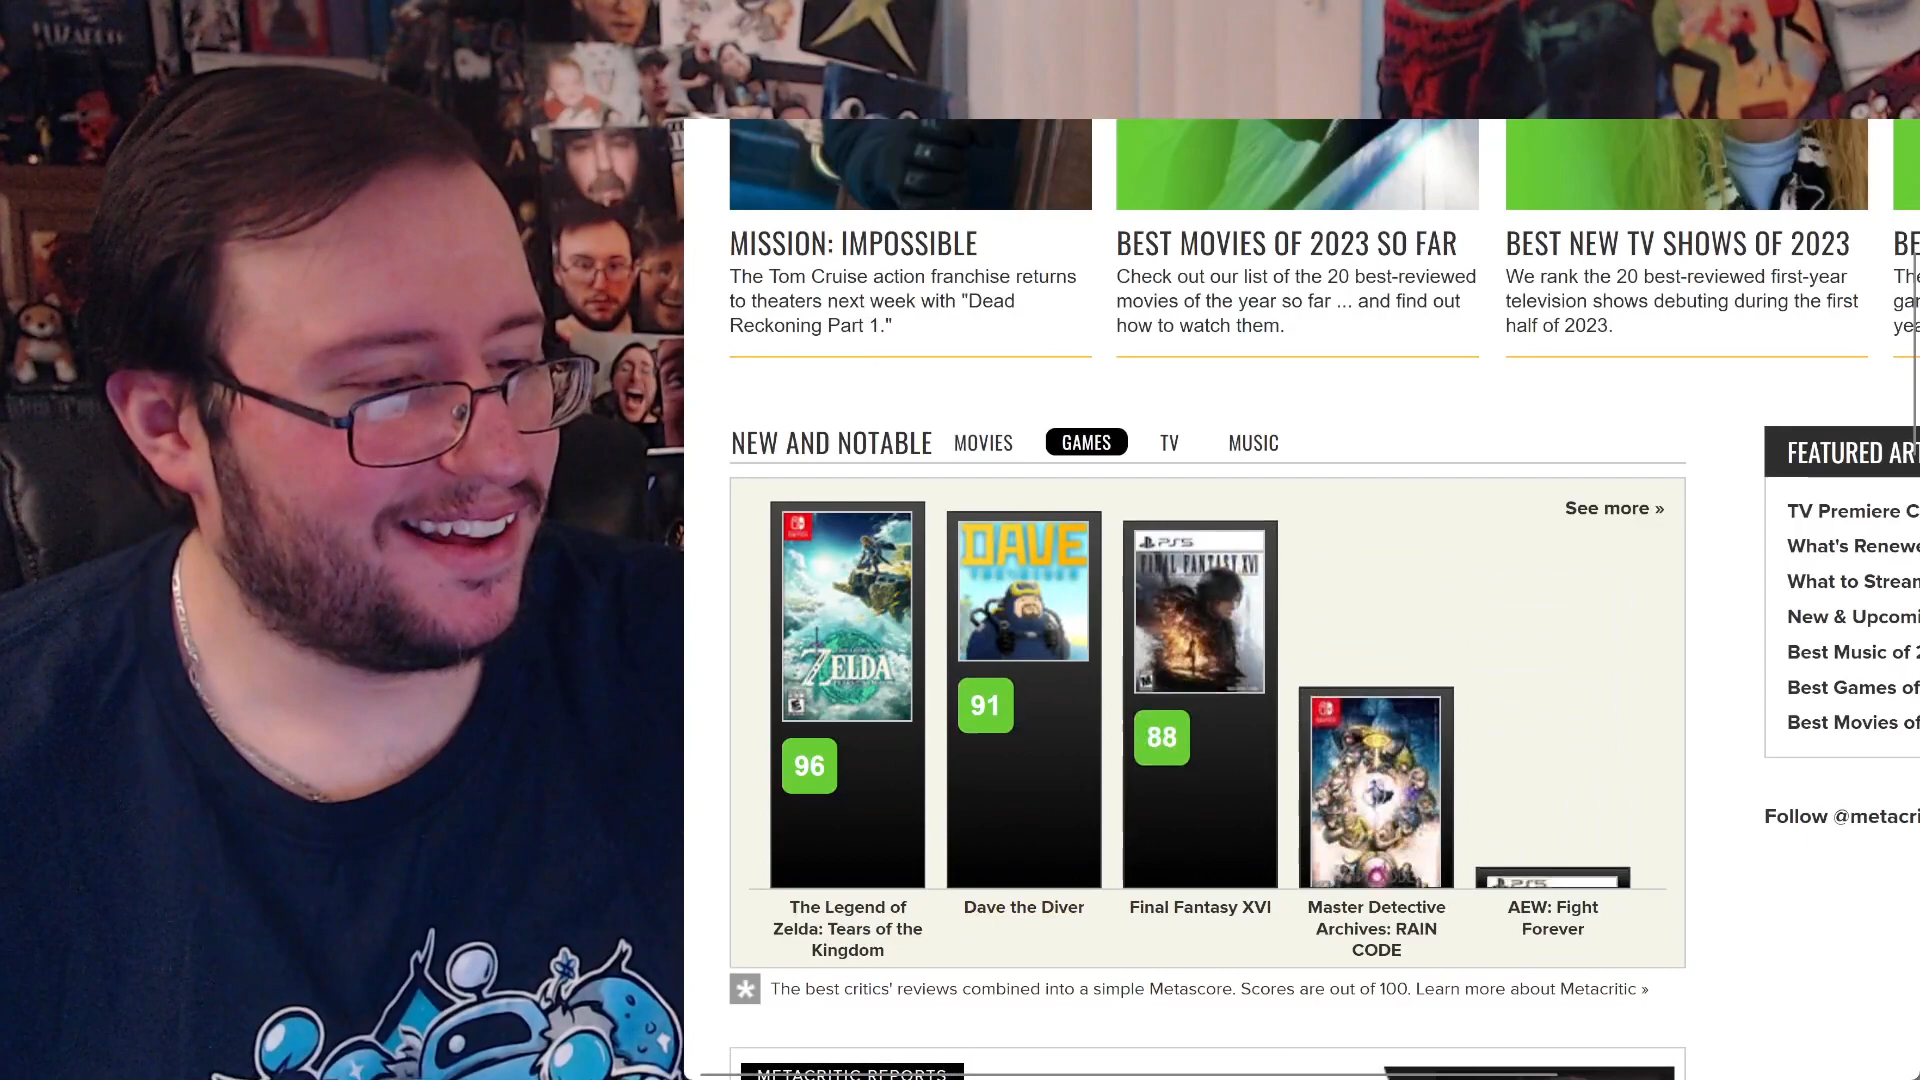 MISSION: IMPOSSIBLE
The Tom Cruise action franchise returns
to theaters next week with "Dead
Reckoning Part 1."
BEST MOVIES OF 2023 SO FAR
Check out our list of the 20 best-reviewed
movies of the year so far ... and find out
how to watch them.
BEST NEW TV SHOWS OF 2023
We rank the 20 best-reviewed first-year
television shows debuting during the first
half of 2023.
NEW AND NOTABLE MOVIES GAMES TV MUSIC
See more »
ZELDA
96
DAVE
91
PS5
FINAL FANTASY XVI
88
PS5
The Legend of
Zelda: Tears of the
Kingdom
Dave the Diver
Final Fantasy XVI
Master Detective
Archives: RAIN
CODE
AEW: Fight
Forever
The best critics' reviews combined into a simple Metascore. Scores are out of 100. Learn more about Metacritic »
METACRITIC REPORTS
FEATURED
TV Premiere
What's
What to
New &
Best Music of
Best Games of
Best Movies of
Follow